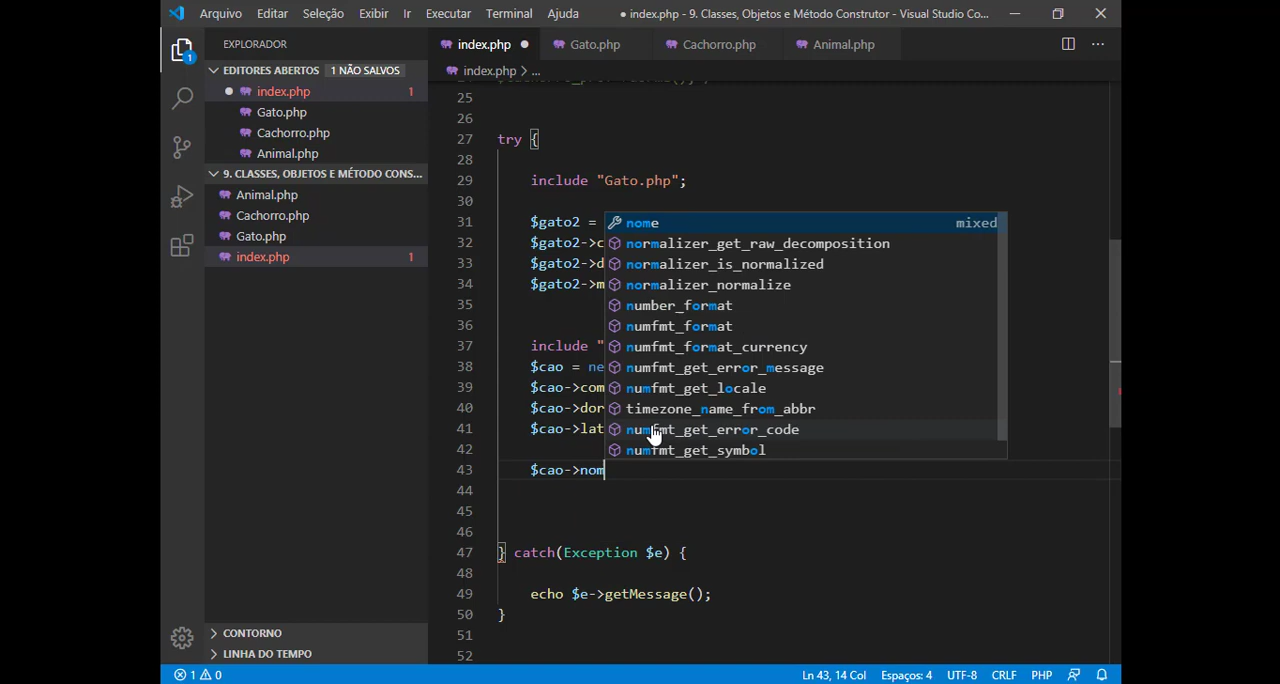 Arquivo Editar Seleção Exibir Ir Executar Terminal Ajuda ● index.php - 9. Classes, Objetos e Método Construtor - Visual Studio Co...
EXPLORADOR
index.php Gato.php Cachorro.php Animal.php
EDITORES ABERTOS 1 NÃO SALVOS
index.php > ...
index.php 1
Gato.php
Cachorro.php
Animal.php
9. CLASSES, OBJETOS E MÉTODO CONS...
Animal.php
Cachorro.php
Gato.php
index.php 1
25
26
27 try {
28
29 include "Gato.php";
30
31 $gato2 =
32 $gato2->c
33 $gato2->d
34 $gato2->m
35
36
37 include "
38 $cao = ne
39 $cao->com
40 $cao->dor
41 $cao->lat
42
43 $cao->nom
44
45
46
47 } catch(Exception $e) {
48
49 echo $e->getMessage();
50 }
51
52
nome mixed
normalizer_get_raw_decomposition
normalizer_is_normalized
normalizer_normalize
number_format
numfmt_format
numfmt_format_currency
numfmt_get_error_message
numfmt_get_locale
timezone_name_from_abbr
numfmt_get_error_code
numfmt_get_symbol
CONTORNO
LINHA DO TEMPO
1 0 Ln 43, 14 Col Espaços: 4 UTF-8 CRLF PHP
1